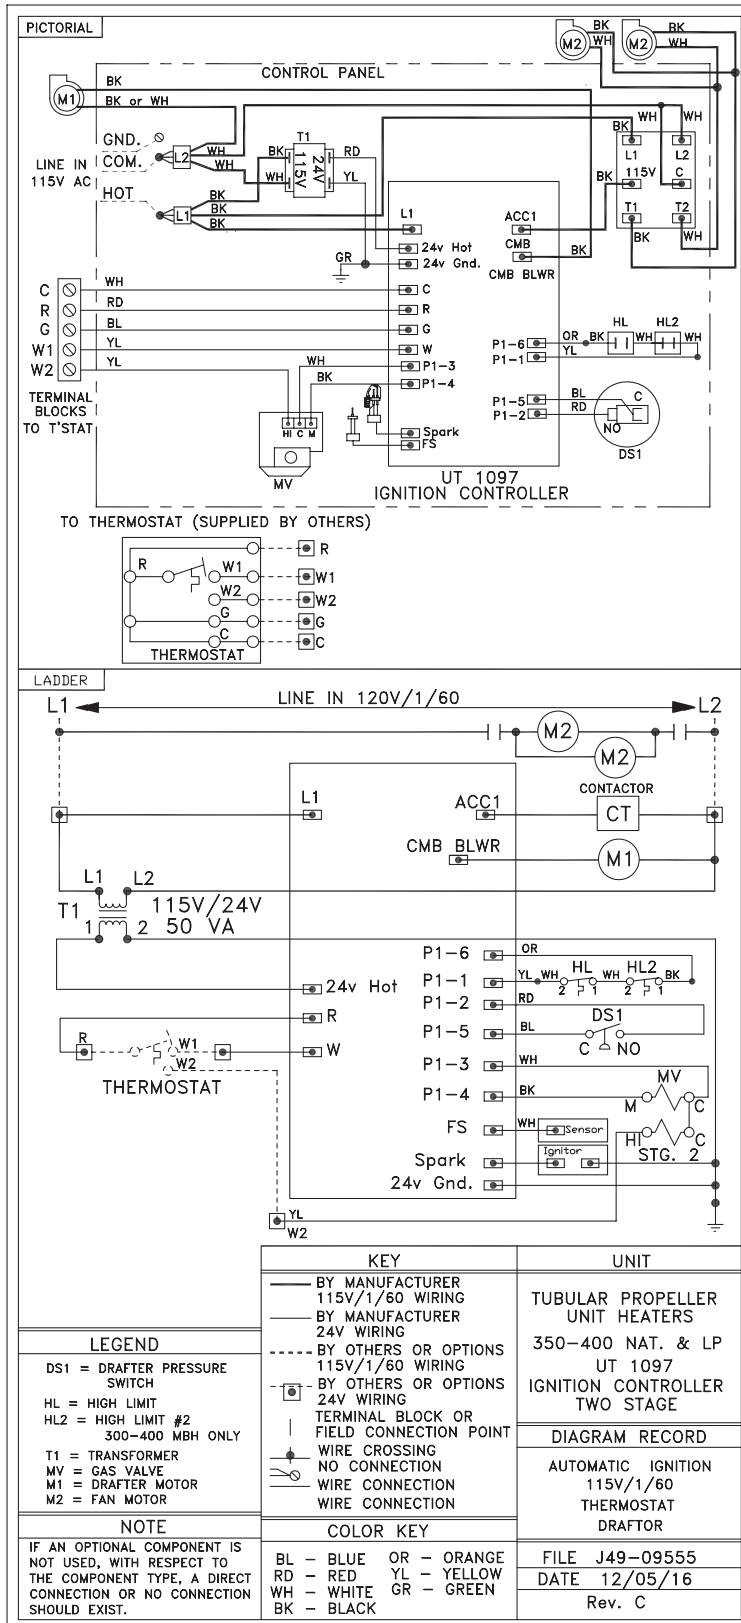 PICTORIAL
BK
WH
M2
M2
BK
WH
CONTROL PANEL
M1
BK
BK or WH
GND.
COM.
LINE IN
115V AC
HOT
L2
WH
WH
L1
BK
BK
BK
T1
BK
WH
115V
24V
RD
YL
GR
WH
WH
BK
L1
L2
115V
C
BK
T1
T2
BK
WH
L1
24v Hot
24v Gnd.
C
R
G
W
P1-3
P1-4
Spark
FS
ACC1
CMB
CMB BLWR
BK
P1-6
P1-1
P1-5
P1-2
OR
YL
BK
HL
WH
HL2
WH
BL
RD
C
NO
DS1
C
R
G
W1
W2
WH
RD
BL
YL
YL
TERMINAL
BLOCKS
TO T'STAT
WH
BK
HI C M
MV
UT 1097
IGNITION CONTROLLER
TO THERMOSTAT (SUPPLIED BY OTHERS)
R
R
W1
W1
W2
W2
G
G
C
C
THERMOSTAT
LADDER
L1
LINE IN 120V/1/60
L2
M2
M2
CONTACTOR
L1
ACC1
CT
CMB BLWR
M1
L1
L2
T1
115V/24V
1
2
50 VA
P1-6
OR
24v Hot
P1-1
YL
WH
HL
WH
HL2
BK
2
1
2
1
P1-2
RD
R
DS1
P1-5
BL
C
NO
R
W1
W
W2
THERMOSTAT
P1-3
WH
MV
P1-4
BK
M
C
FS
WH
Sensor
HI
C
STG. 2
Ignitor
Spark
24v Gnd.
YL
W2
KEY
BY MANUFACTURER
115V/1/60 WIRING
BY MANUFACTURER
24V WIRING
BY OTHERS OR OPTIONS
115V/1/60 WIRING
BY OTHERS OR OPTIONS
24V WIRING
TERMINAL BLOCK OR
FIELD CONNECTION POINT
WIRE CROSSING
NO CONNECTION
WIRE CONNECTION
WIRE CONNECTION
UNIT
TUBULAR PROPELLER
UNIT HEATERS
350-400 NAT. & LP
UT 1097
IGNITION CONTROLLER
TWO STAGE
LEGEND
DS1 = DRAFTER PRESSURE
SWITCH
HL = HIGH LIMIT
HL2 = HIGH LIMIT #2
300-400 MBH ONLY
T1 = TRANSFORMER
MV = GAS VALVE
M1 = DRAFTER MOTOR
M2 = FAN MOTOR
DIAGRAM RECORD
AUTOMATIC IGNITION
115V/1/60
THERMOSTAT
DRAFTOR
NOTE
IF AN OPTIONAL COMPONENT IS
NOT USED, WITH RESPECT TO
THE COMPONENT TYPE, A DIRECT
CONNECTION OR NO CONNECTION
SHOULD EXIST.
COLOR KEY
BL - BLUE OR - ORANGE
RD - RED YL - YELLOW
WH - WHITE GR - GREEN
BK - BLACK
FILE J49-09555
DATE 12/05/16
Rev. C